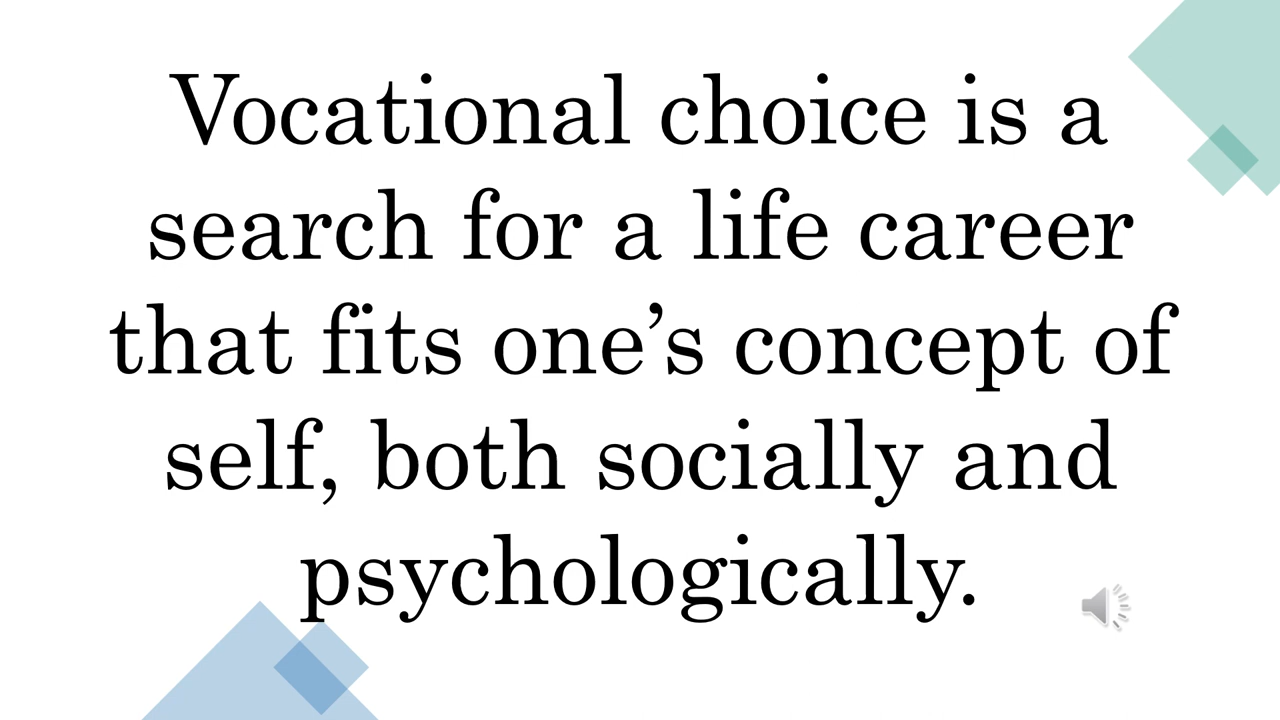 Vocational choice is a
search for a life career
that fits one’s concept of
self, both socially and
psychologically.